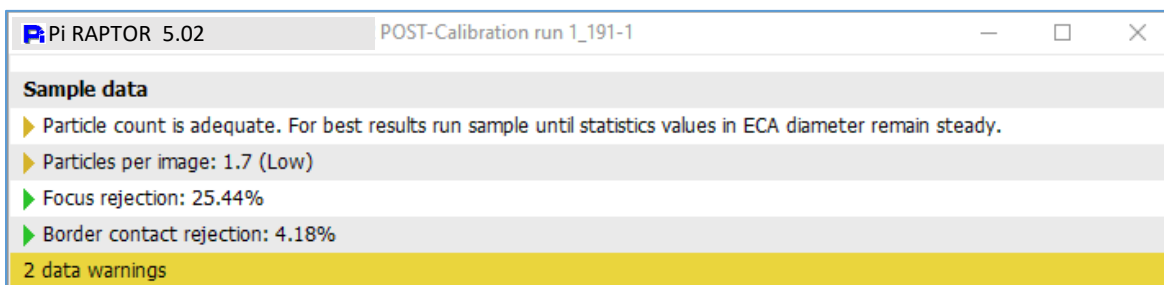 Pi Pi RAPTOR 5.02 POST-Calibration run 1_191-1
Sample data
Particle count is adequate. For best results run sample until statistics values in ECA diameter remain steady.
Particles per image: 1.7 (Low)
Focus rejection: 25.44%
Border contact rejection: 4.18%
2 data warnings